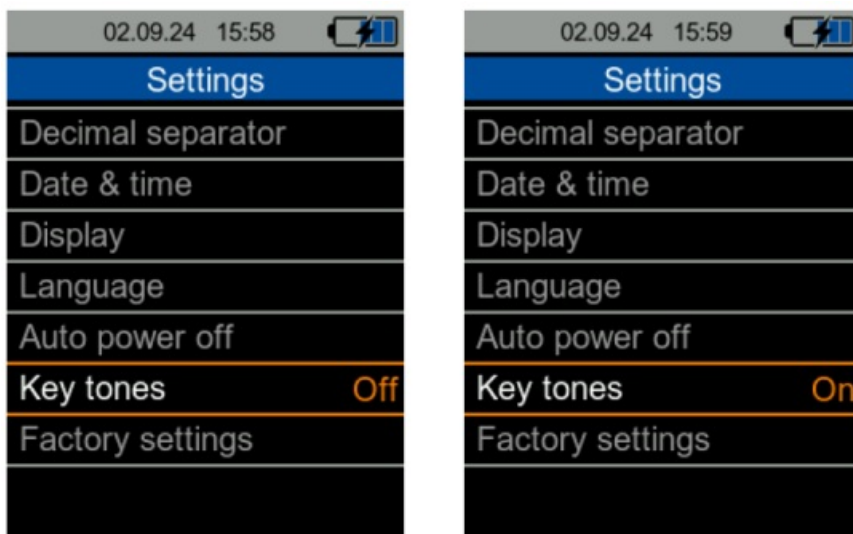 02.09.24 15:58
Settings
Decimal separator
Date & time
Display
Language
Auto power off
Key tones Off
Factory settings
02.09.24 15:59
Settings
Decimal separator
Date & time
Display
Language
Auto power off
Key tones On
Factory settings